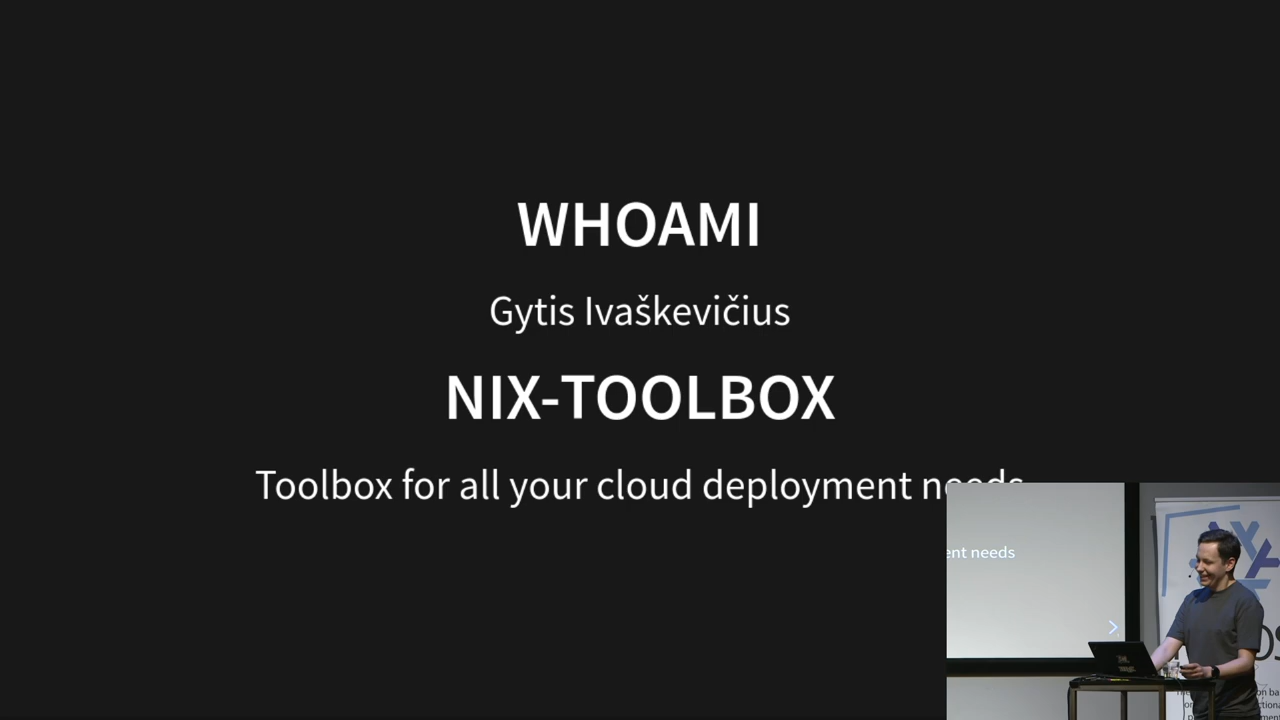 WHOAMI
Gytis Ivaškevičius
NIX-TOOLBOX
Toolbox for all your cloud deployment needs
ent needs